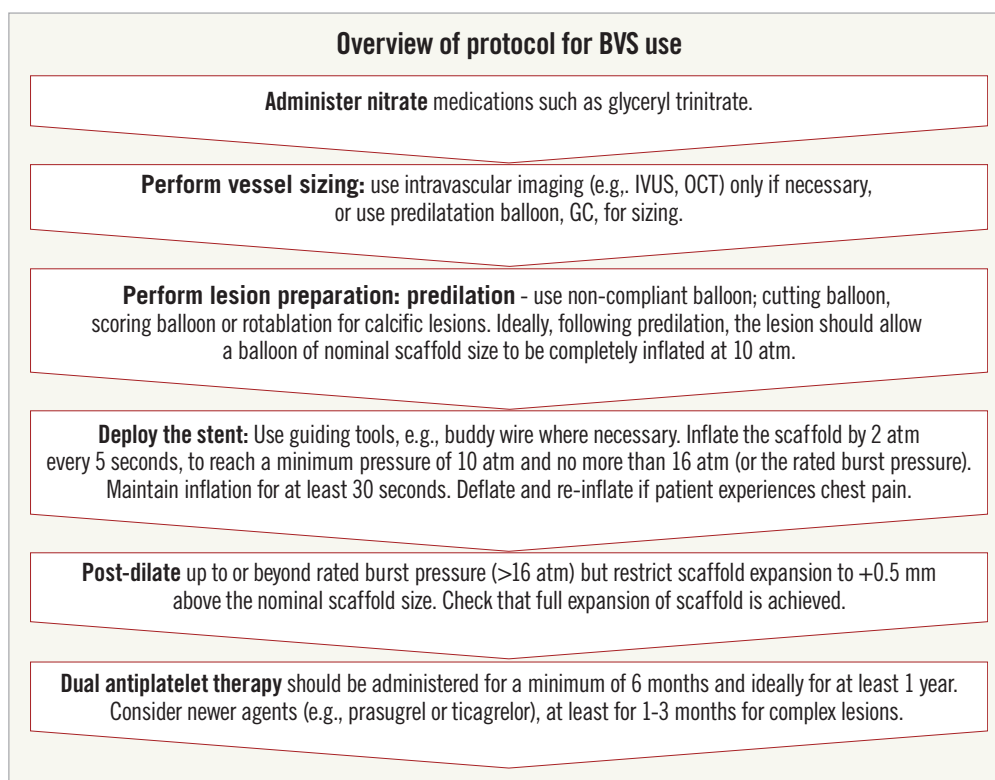 Overview of protocol for BVS use
Administer nitrate medications such as glyceryl trinitrate.
Perform vessel sizing: use intravascular imaging (e.g,. IVUS, OCT) only if necessary,
or use predilatation balloon, GC, for sizing.
Perform lesion preparation: predilation - use non-compliant balloon; cutting balloon,
scoring balloon or rotablation for calcific lesions. Ideally, following predilation, the lesion should allow
a balloon of nominal scaffold size to be completely inflated at 10 atm.
Deploy the stent: Use guiding tools, e.g., buddy wire where necessary. Inflate the scaffold by 2 atm
every 5 seconds, to reach a minimum pressure of 10 atm and no more than 16 atm (or the rated burst pressure).
Maintain inflation for at least 30 seconds. Deflate and re-inflate if patient experiences chest pain.
Post-dilate up to or beyond rated burst pressure (>16 atm) but restrict scaffold expansion to +0.5 mm
above the nominal scaffold size. Check that full expansion of scaffold is achieved.
Dual antiplatelet therapy should be administered for a minimum of 6 months and ideally for at least 1 year.
Consider newer agents (e.g., prasugrel or ticagrelor), at least for 1-3 months for complex lesions.